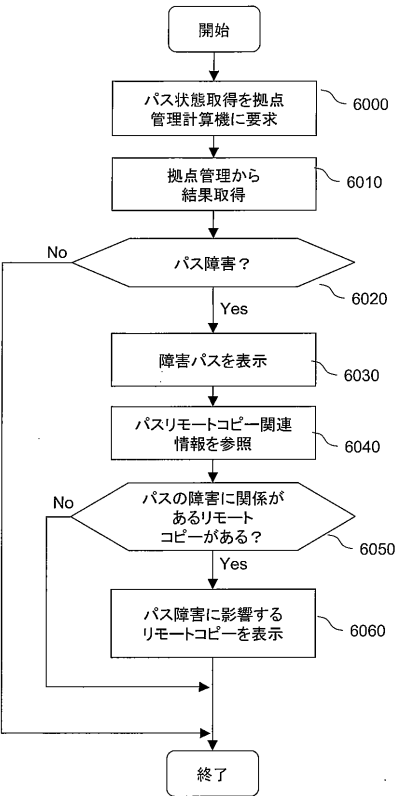 開始
パス状態取得を拠点
管理計算機に要求
6000
拠点管理から
結果取得
6010
No
パス障害?
6020
Yes
障害パスを表示
6030
パスリモートコピー関連
情報を参照
6040
No
パスの障害に関係が
あるリモート
コピーがある?
6050
Yes
パス障害に影響する
リモートコピーを表示
6060
終了